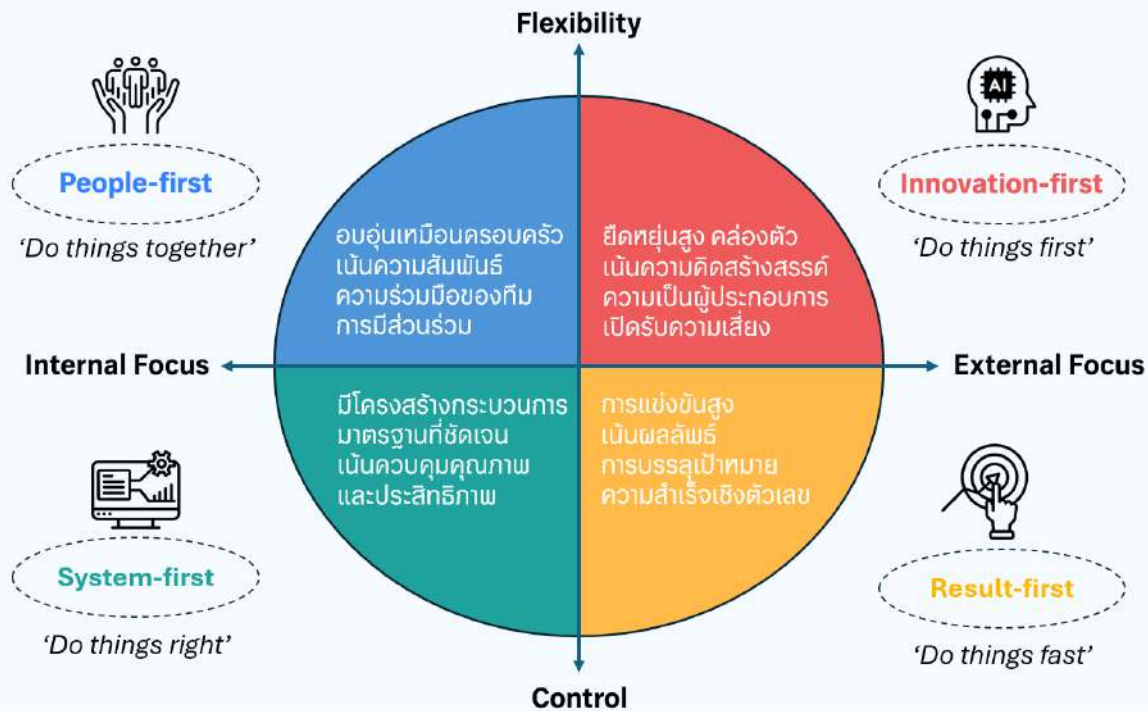 Flexibility
AI
People-first
'Do things together'
Innovation-first
'Do things first'
อบอุ่นเหมือนครอบครัว
เน้นความสัมพันธ์
ความร่วมมือของทีม
การมีส่วนร่วม
ยืดหยุ่นสูง คล่องตัว
เน้นความคิดสร้างสรรค์
ความเป็นผู้ประกอบการ
เปิดรับความเสี่ยง
Internal Focus
External Focus
มีโครงสร้างกระบวนการ
มาตรฐานที่ชัดเจน
เน้นควบคุมคุณภาพ
และประสิทธิภาพ
การแข่งขันสูง
เน้นผลลัพธ์
การบรรลุเป้าหมาย
ความสำเร็จเชิงตัวเลข
System-first
'Do things right'
Result-first
'Do things fast'
Control